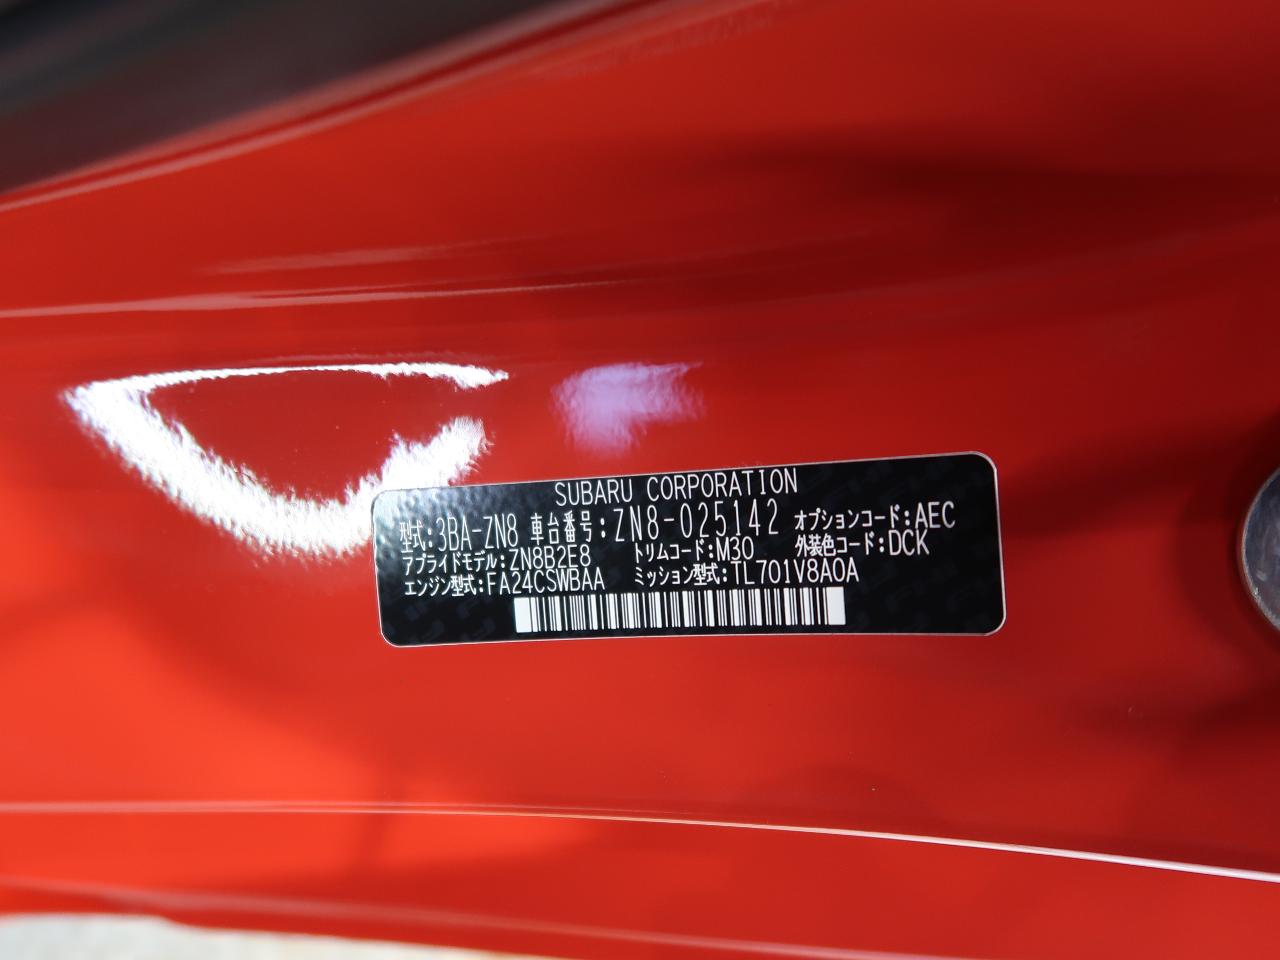 SUBARU CORPORATION
型式:3BA-ZN8 車台番号:ZN8-025142 オプションコード:AEC
アプライドモデル:ZN8B2E8 トリムコード:M30 外装色コード:DCK
エンジン型式:FA24CSWBAA ミッション型式:TL701V8A0A